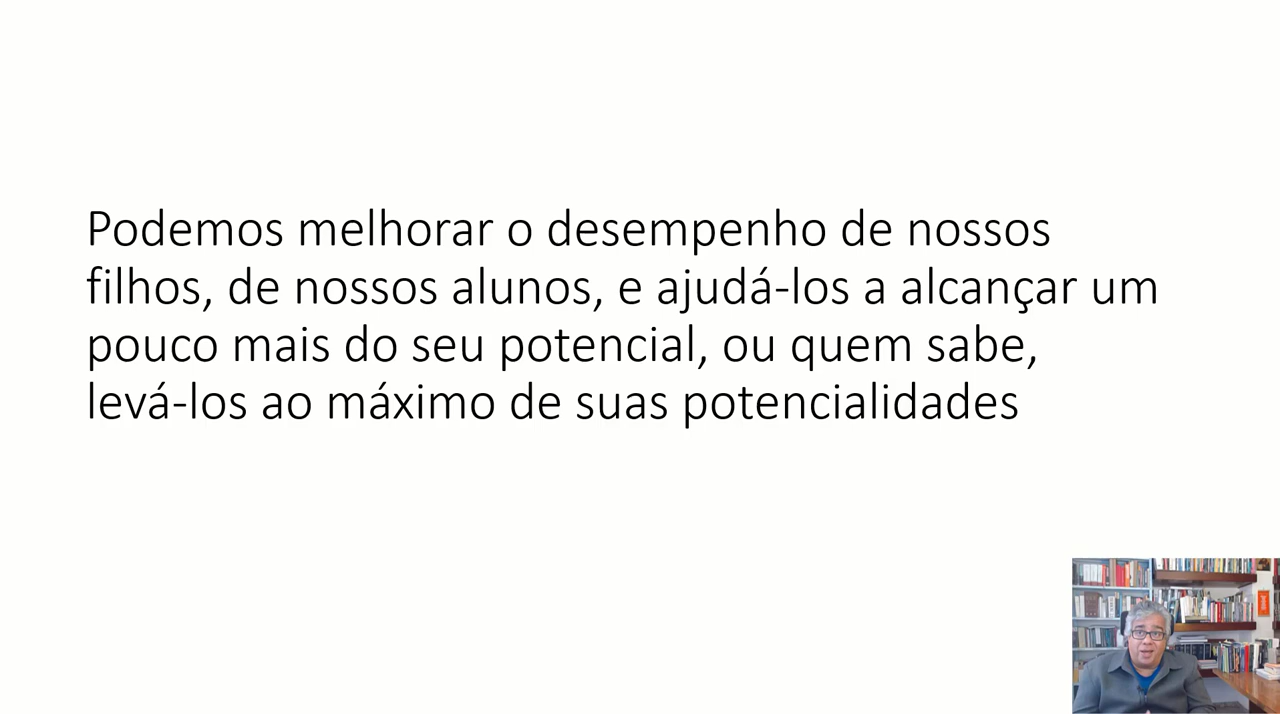 Podemos melhorar o desempenho de nossos
filhos, de nossos alunos, e ajudá-los a alcançar um
pouco mais do seu potencial, ou quem sabe,
levá-los ao máximo de suas potencialidades